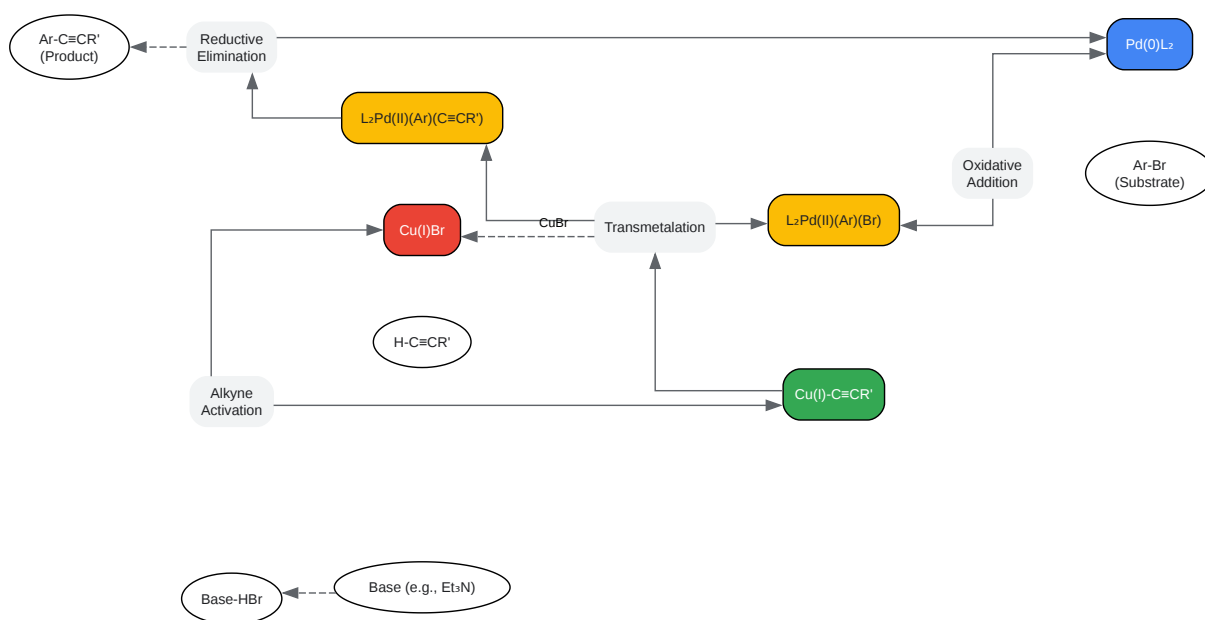 Ar-C≡CR'
(Product)
Reductive
Elimination
Pd(0)L₂
L₂Pd(II)(Ar)(C≡CR')
Oxidative
Addition
Ar-Br
(Substrate)
Cu(I)Br
CuBr
Transmetalation
L₂Pd(II)(Ar)(Br)
H-C≡CR'
Alkyne
Activation
Cu(I)-C≡CR'
Base-HBr
Base (e.g., Et₃N)